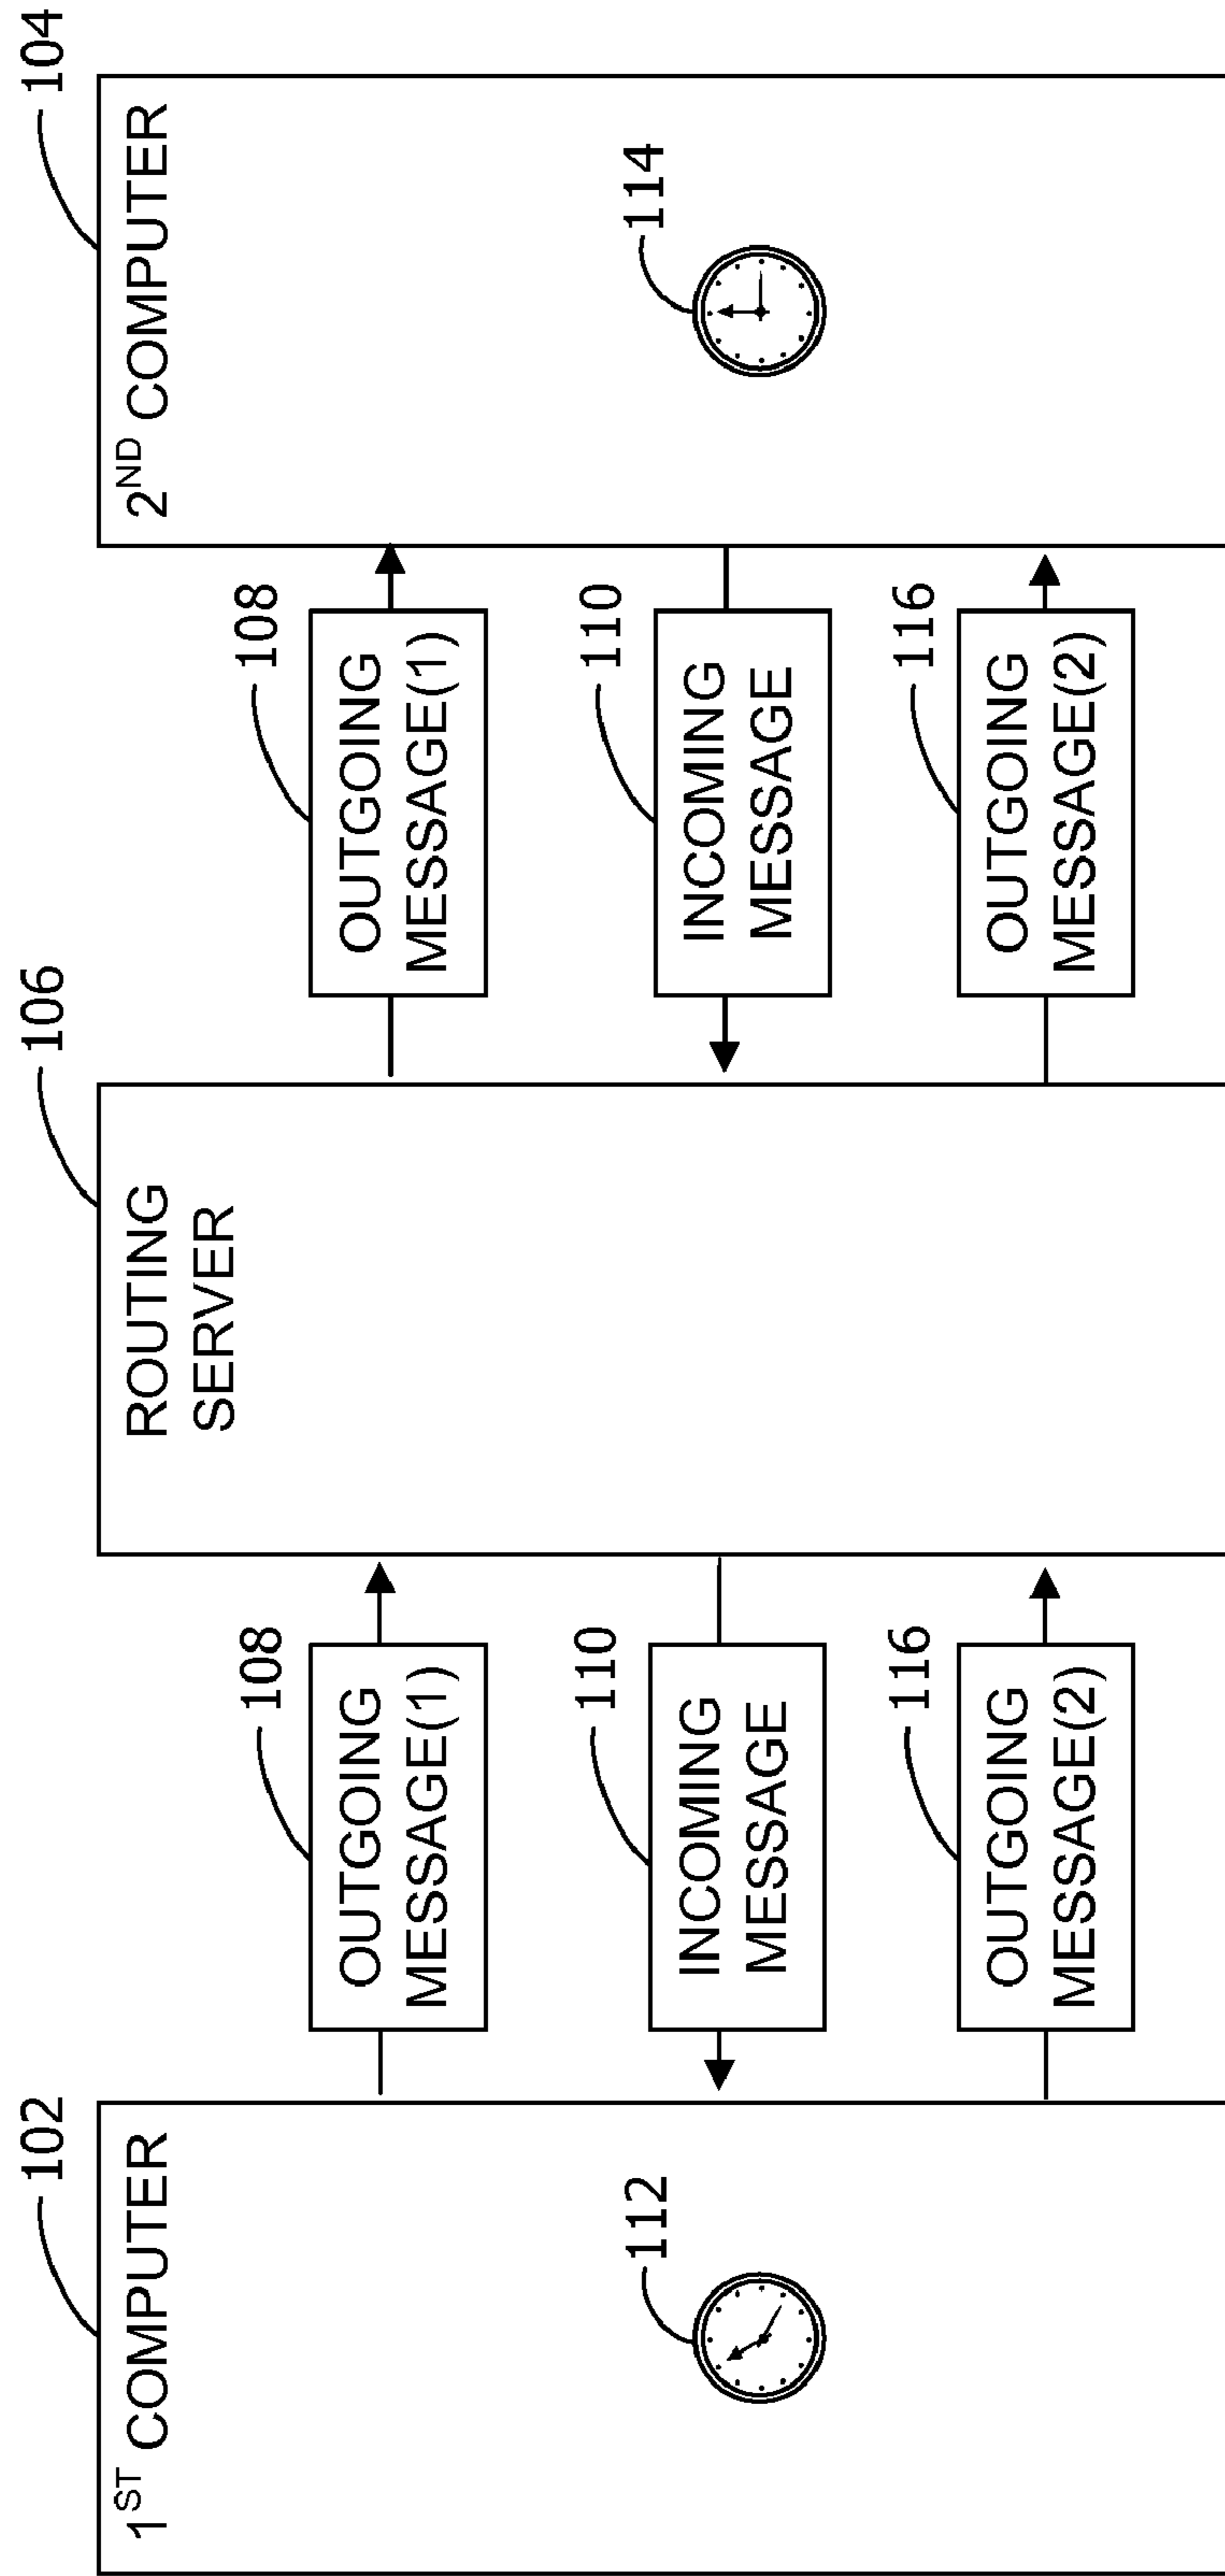 102
106
104
1ST COMPUTER
ROUTING
SERVER
2ND COMPUTER
108
OUTGOING
MESSAGE(1)
108
OUTGOING
MESSAGE(1)
112
110
INCOMING
MESSAGE
110
INCOMING
MESSAGE
114
116
OUTGOING
MESSAGE(2)
116
OUTGOING
MESSAGE(2)